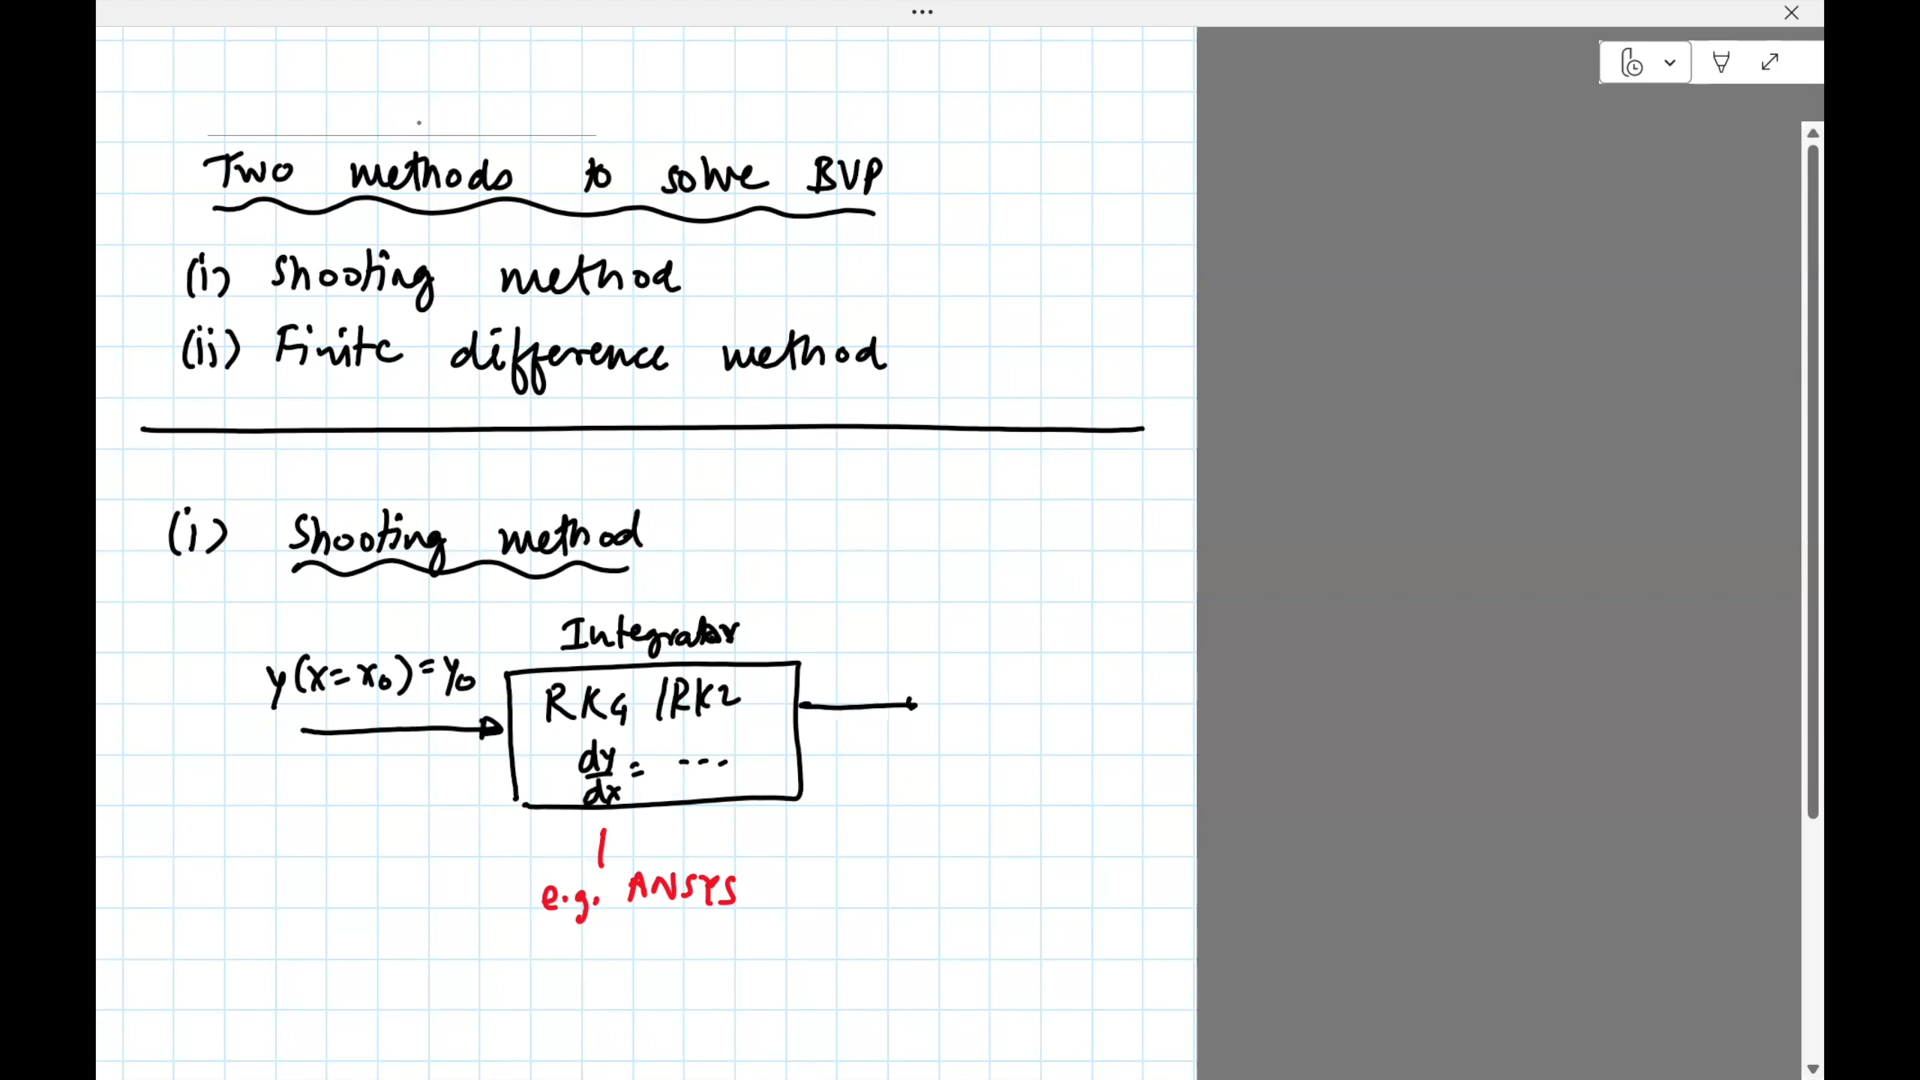 Two methods to solve BVP
(i) Shooting method
(ii) Finite difference method
(i) Shooting method
Integrator
y(x=x₀)=y₀
RK4 /RK2
dy/dx = ---
e.g. ANSYS